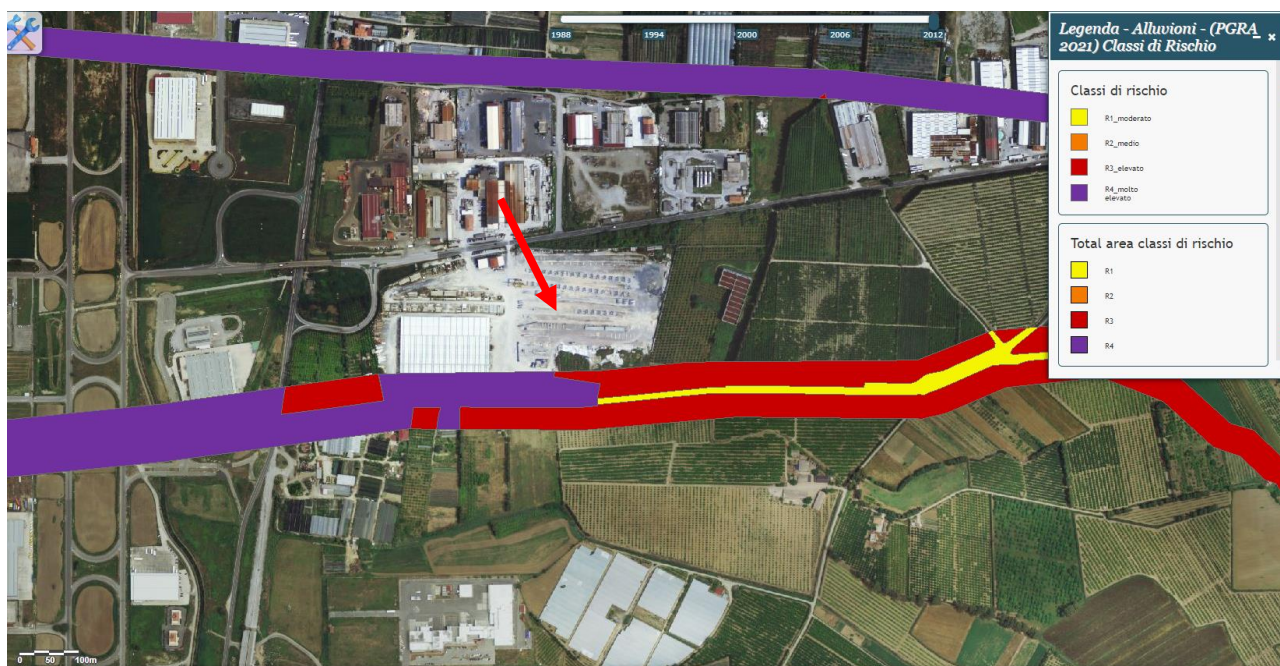 1988 1994 2000 2006 2012
Legenda - Alluvioni - (PGRA
2021) Classi di Rischio
Classi di rischio
R1_moderato
R2_medio
R3_elevato
R4_molto
elevato
Total area classi di rischio
R1
R2
R3
R4
0 50 100m